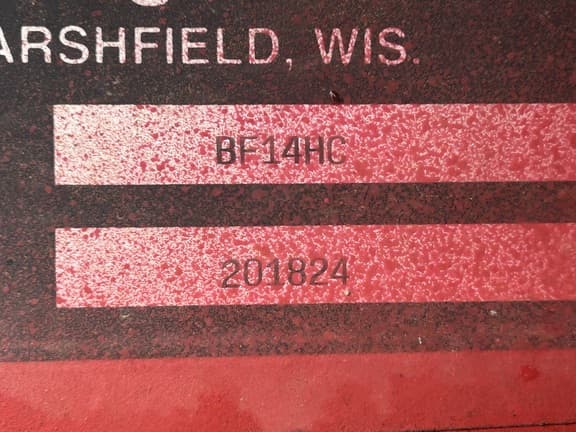 ARSHFIELD, WIS.
BF14HC
201824